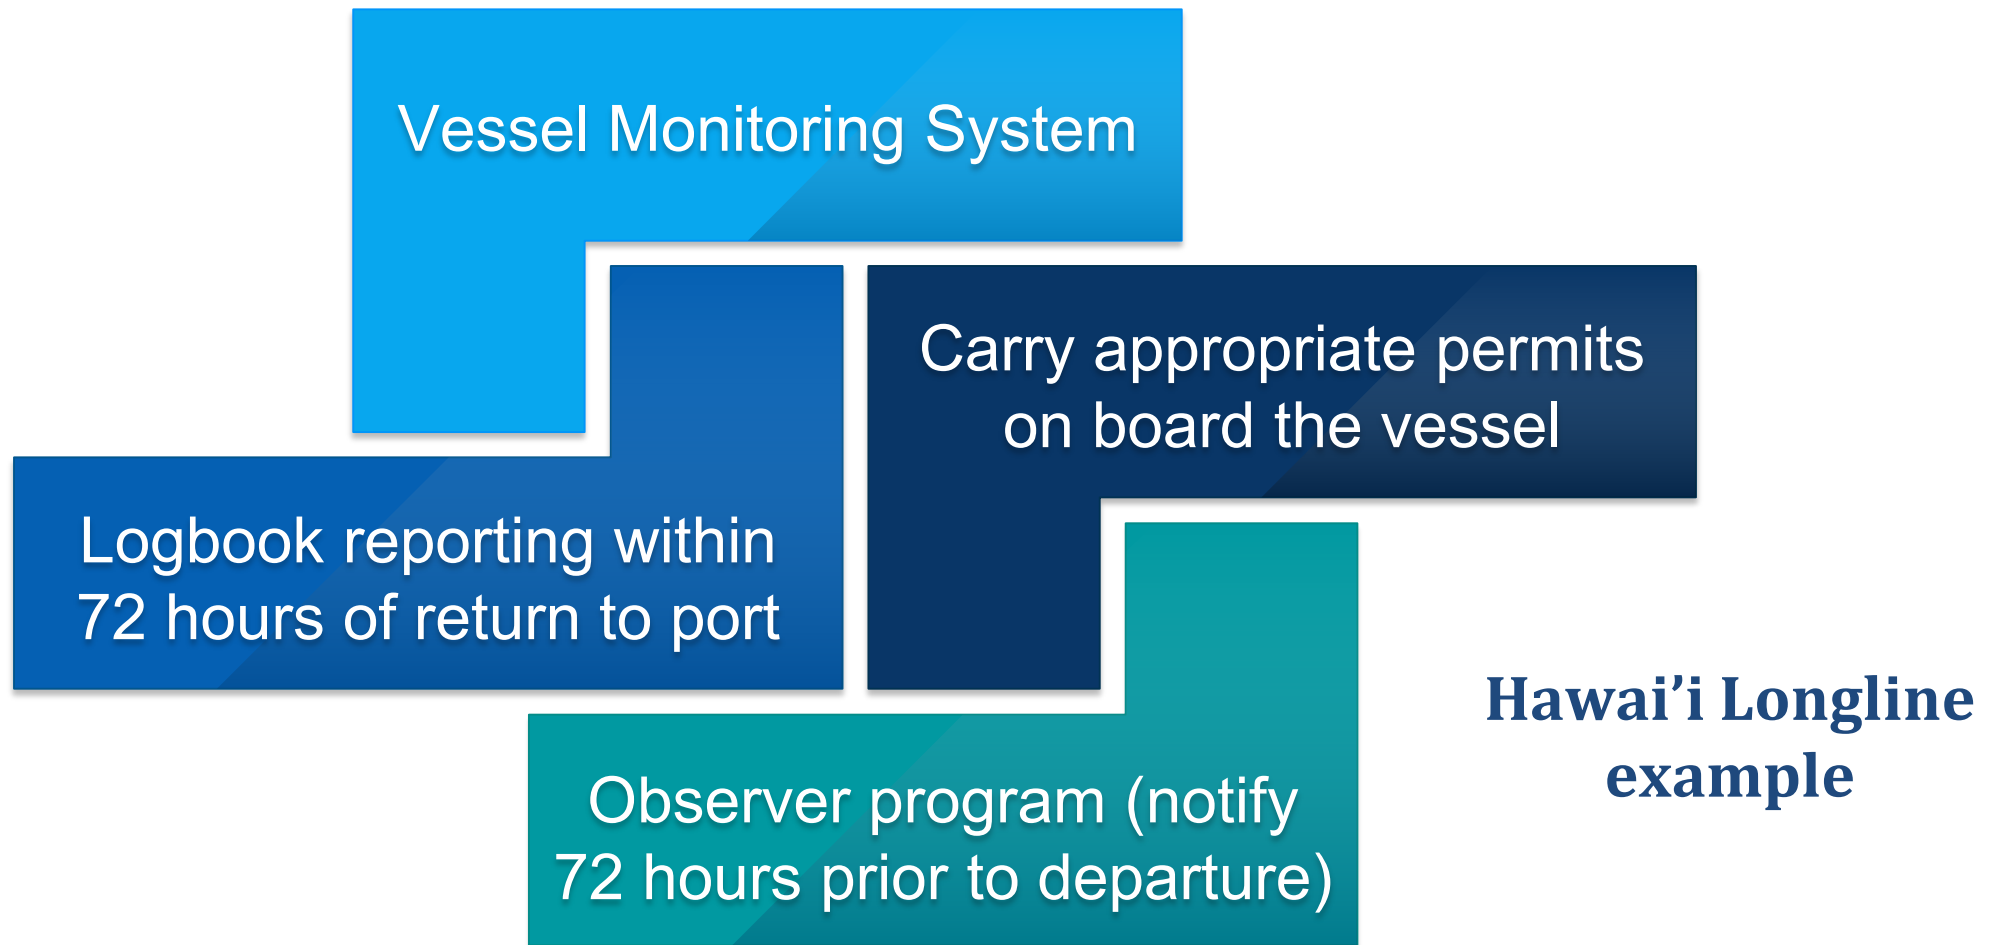 Vessel Monitoring System
Carry appropriate permits
on board the vessel
Logbook reporting within
72 hours of return to port
Hawai’i Longline
example
Observer program (notify
72 hours prior to departure)